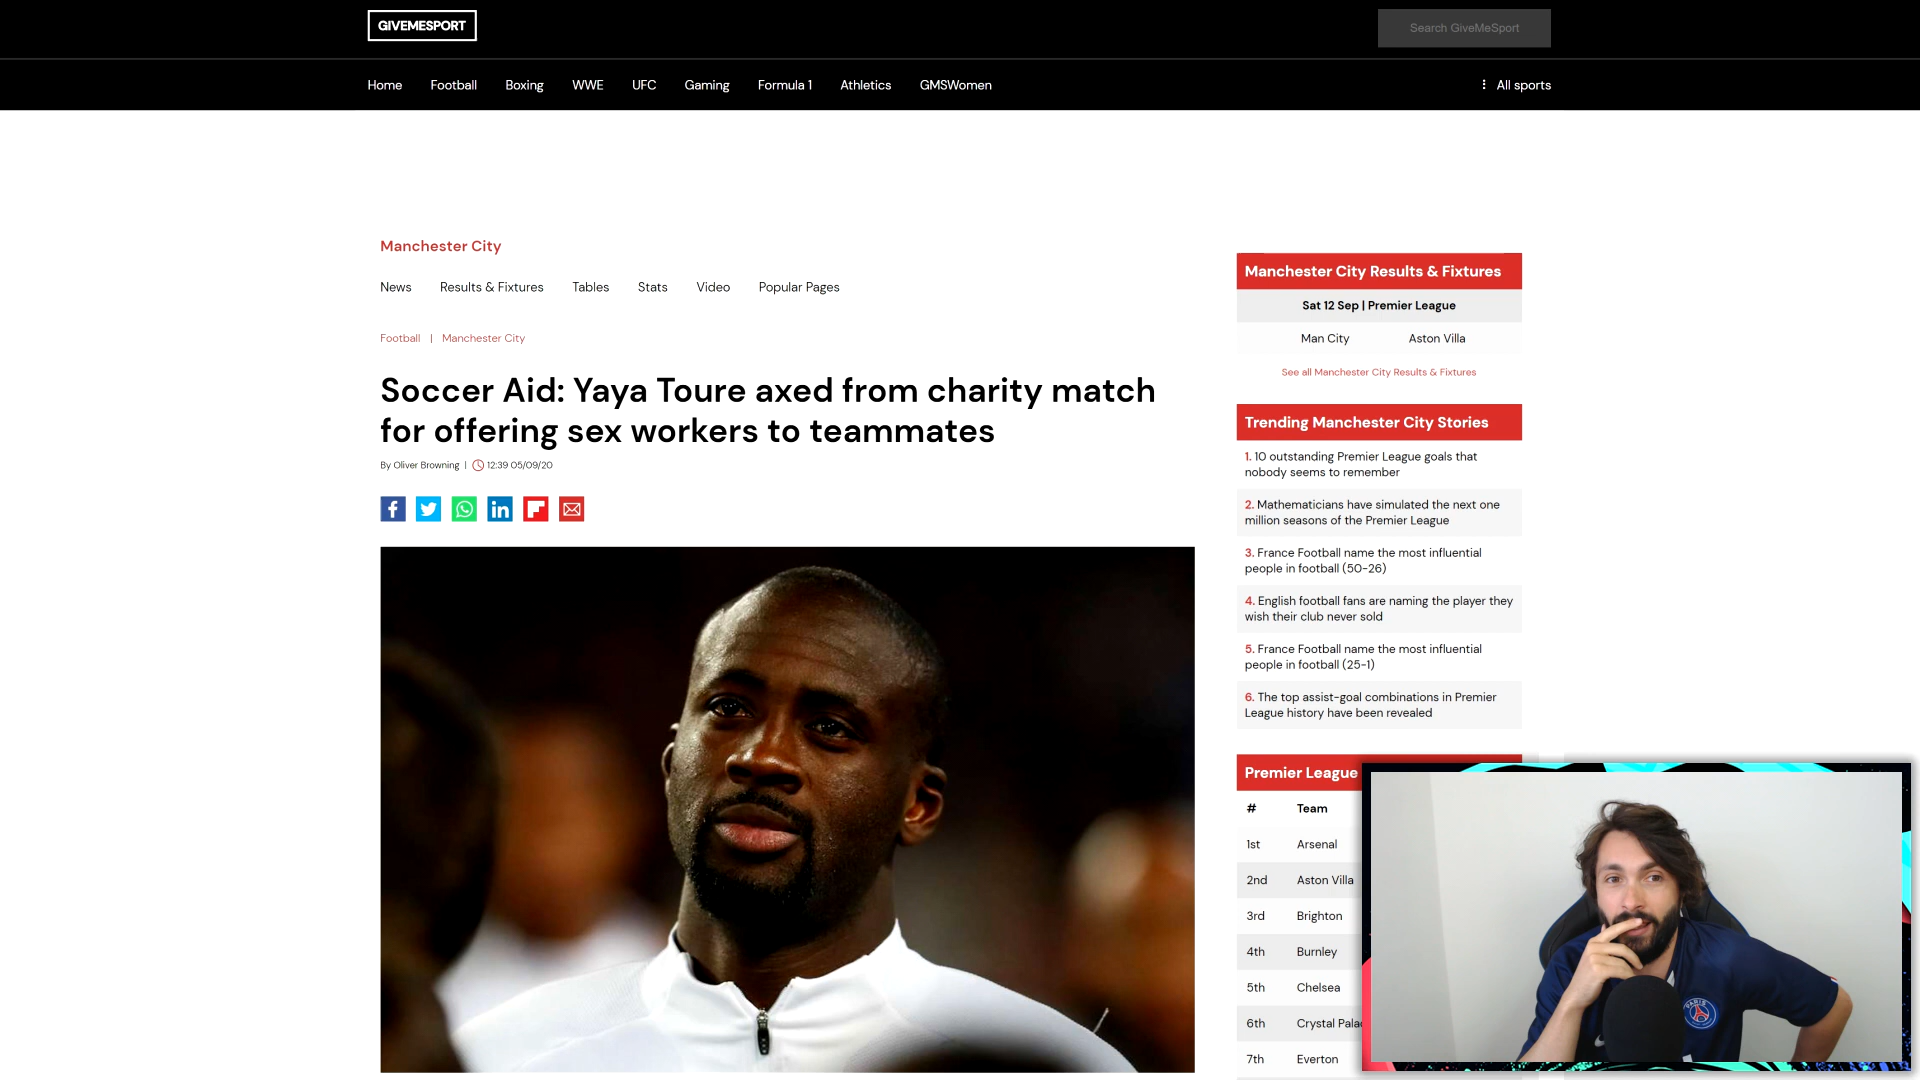 GIVEMESPORT
Search GiveMeSport
Home Football Boxing WWE UFC Gaming Formula 1 Athletics GMSWomen All sports
Manchester City
News Results & Fixtures Tables Stats Video Popular Pages
Football | Manchester City
Soccer Aid: Yaya Toure axed from charity match
for offering sex workers to teammates
By Oliver Browning | 12:39 05/09/20
Manchester City Results & Fixtures
Sat 12 Sep | Premier League
Man City Aston Villa
See all Manchester City Results & Fixtures
Trending Manchester City Stories
1. 10 outstanding Premier League goals that
nobody seems to remember
2. Mathematicians have simulated the next one
million seasons of the Premier League
3. France Football name the most influential
people in football (50-26)
4. English football fans are naming the player they
wish their club never sold
5. France Football name the most influential
people in football (25-1)
6. The top assist-goal combinations in Premier
League history have been revealed
Premier League
# Team
1st Arsenal
2nd Aston Villa
3rd Brighton
4th Burnley
5th Chelsea
6th Crystal Palac
7th Everton
PARIS